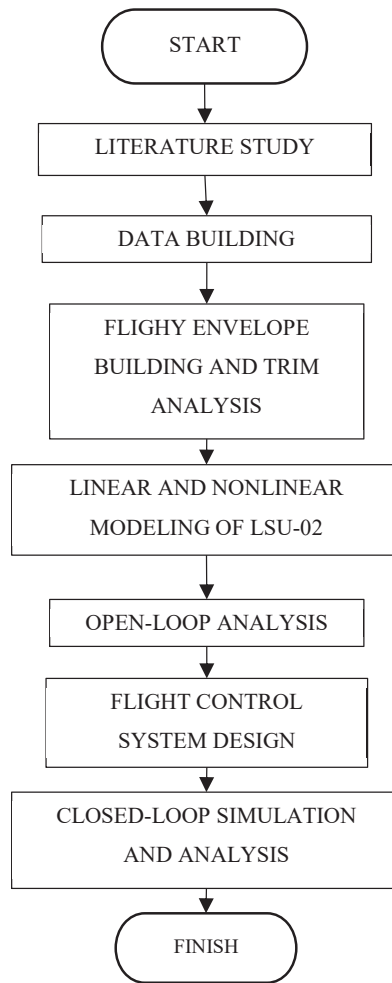 START
LITERATURE STUDY
DATA BUILDING
FLIGHY ENVELOPE
BUILDING AND TRIM
ANALYSIS
LINEAR AND NONLINEAR
MODELING OF LSU-02
OPEN-LOOP ANALYSIS
FLIGHT CONTROL
SYSTEM DESIGN
CLOSED-LOOP SIMULATION
AND ANALYSIS
FINISH